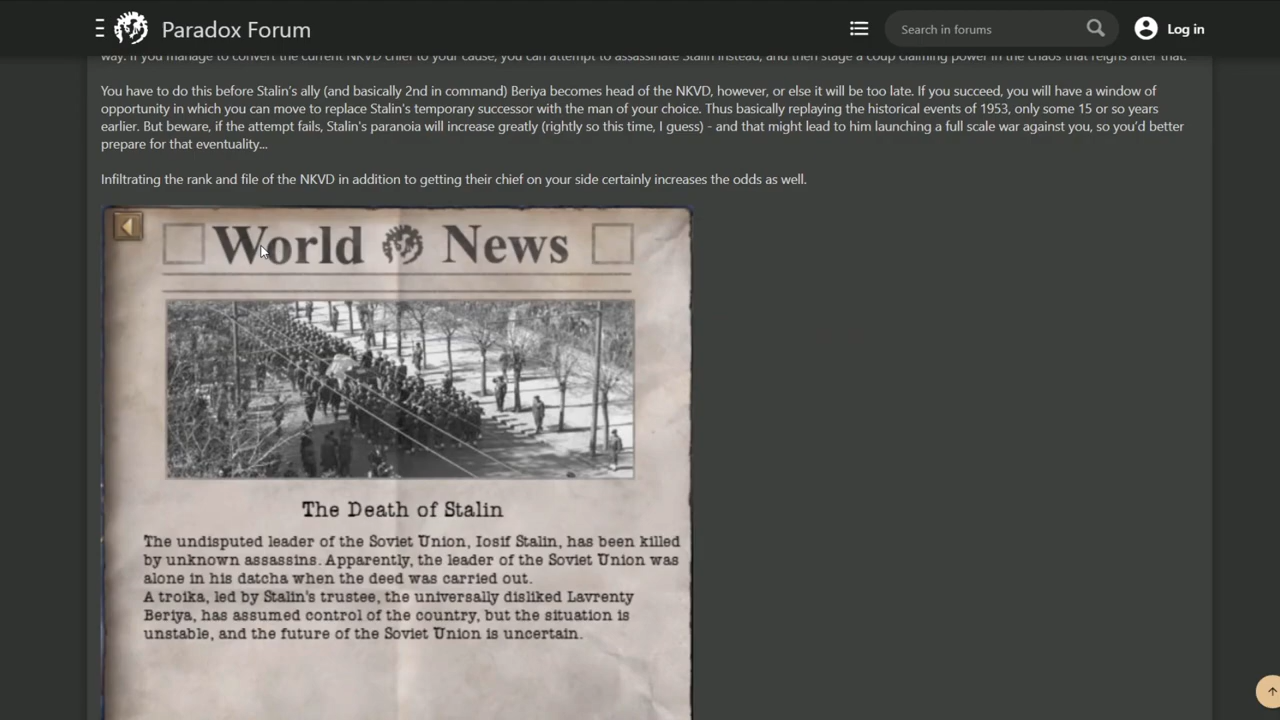 Paradox Forum
Search in forums
Log in
way. If you manage to convert the current NKVD chief to your cause, you can attempt to assassinate Stalin instead, and then stage a coup claiming power in the chaos that reigns after that.
You have to do this before Stalin's ally (and basically 2nd in command) Beriya becomes head of the NKVD, however, or else it will be too late. If you succeed, you will have a window of
opportunity in which you can move to replace Stalin's temporary successor with the man of your choice. Thus basically replaying the historical events of 1953, only some 15 or so years
earlier. But beware, if the attempt fails, Stalin's paranoia will increase greatly (rightly so this time, I guess) - and that might lead to him launching a full scale war against you, so you'd better
prepare for that eventuality...
Infiltrating the rank and file of the NKVD in addition to getting their chief on your side certainly increases the odds as well.
World News
The Death of Stalin
The undisputed leader of the Soviet Union, Iosif Stalin, has been killed
by unknown assassins. Apparently, the leader of the Soviet Union was
alone in his datcha when the deed was carried out.
A troika, led by Stalin's trustee, the universally disliked Lavrenty
Beriya, has assumed control of the country, but the situation is
unstable, and the future of the Soviet Union is uncertain.